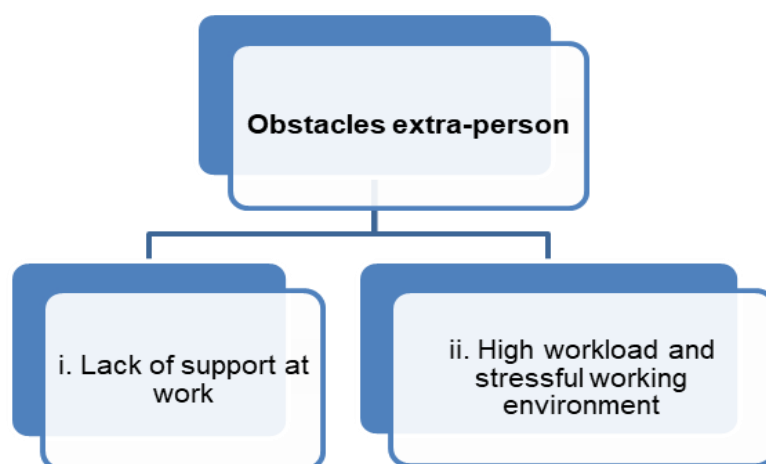 Obstacles extra-person
i. Lack of support at
work
ii. High workload and
stressful working
environment